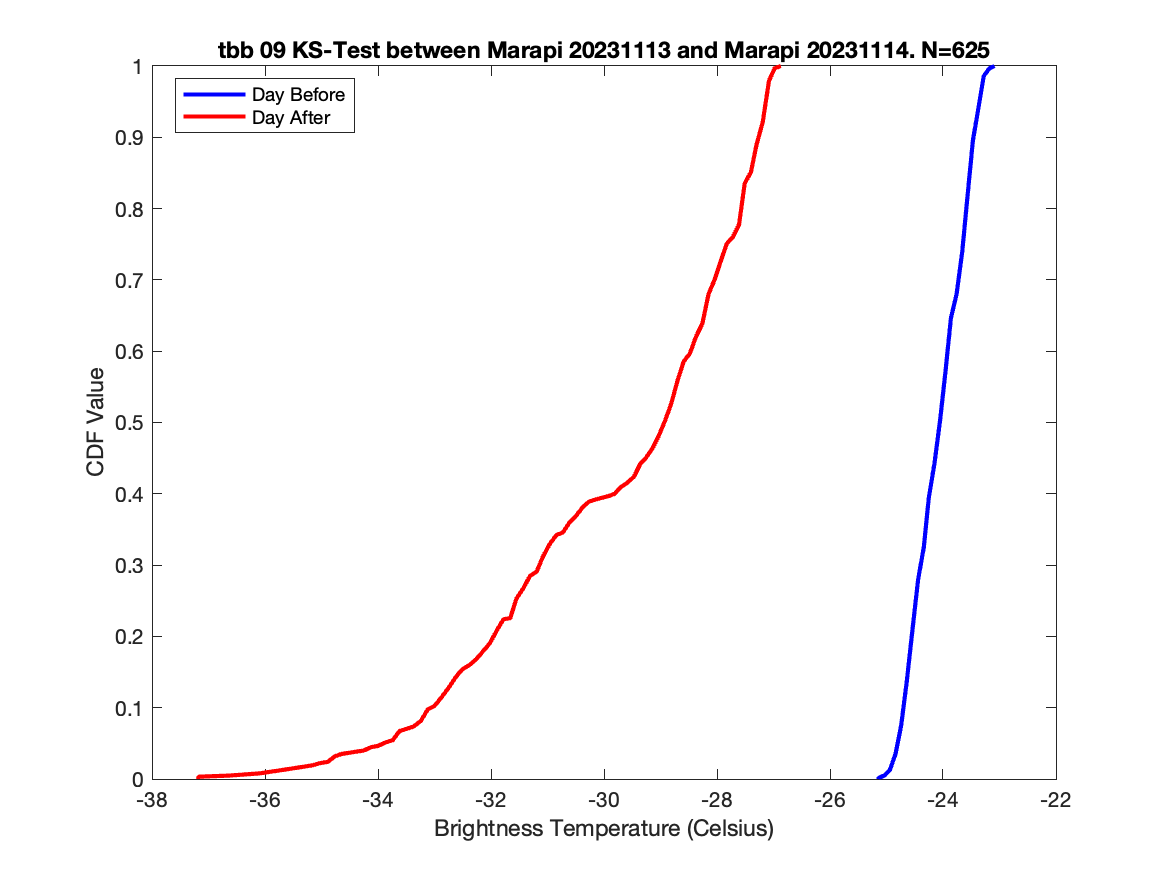 tbb 09 KS-Test between Marapi 20231113 and Marapi 20231114. N=625
Day Before
Day After
1
0.9
0.8
0.7
0.6
0.5
0.4
0.3
0.2
0.1
0
CDF Value
-38 -36 -34 -32 -30 -28 -26 -24 -22
Brightness Temperature (Celsius)